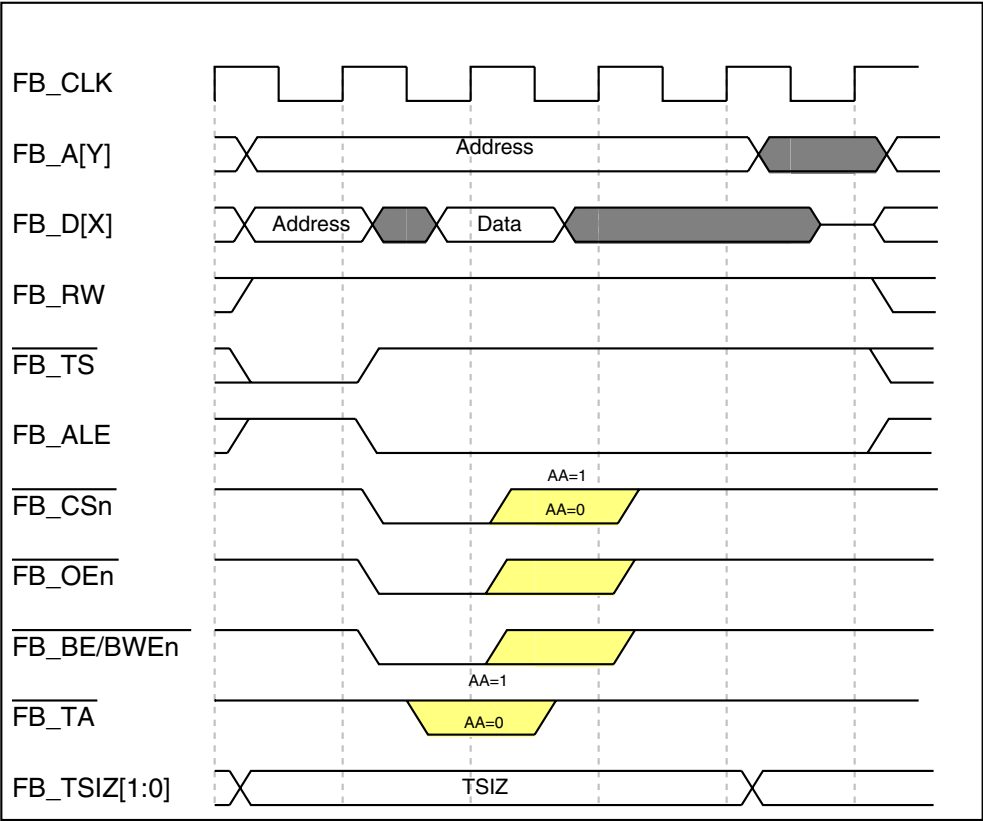 FB_CLK
FB_A[Y]
Address
FB_D[X]
Address
Data
FB_RW
FB_TS
FB_ALE
AA=1
FB_CSn
AA=0
FB_OEn
FB_BE/BWEn
AA=1
FB_TA
AA=0
FB_TSIZ[1:0]
TSIZ